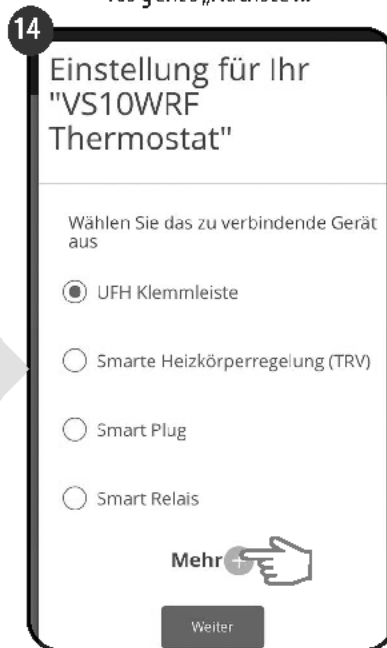 14
Einstellung für Ihr
"VS10WRF
Thermostat"
Wählen Sie das zu verbindende Gerät
aus
UFH Klemmleiste
Smarte Heizkörperregelung (TRV)
Smart Plug
Smart Relais
Mehr +
Weiter